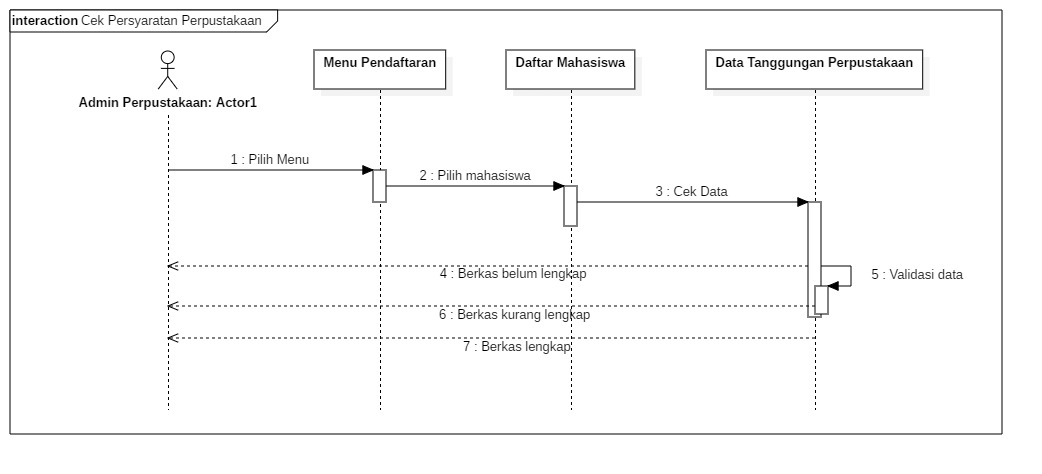 interaction Cek Persyaratan Perpustakaan
Menu Pendaftaran
Daftar Mahasiswa
Data Tanggungan Perpustakaan
Admin Perpustakaan: Actor1
1 : Pilih Menu
2 : Pilih mahasiswa
3 : Cek Data
4 : Berkas belum lengkap
5 : Validasi data
6 : Berkas kurang lengkap
7 : Berkas lengkap